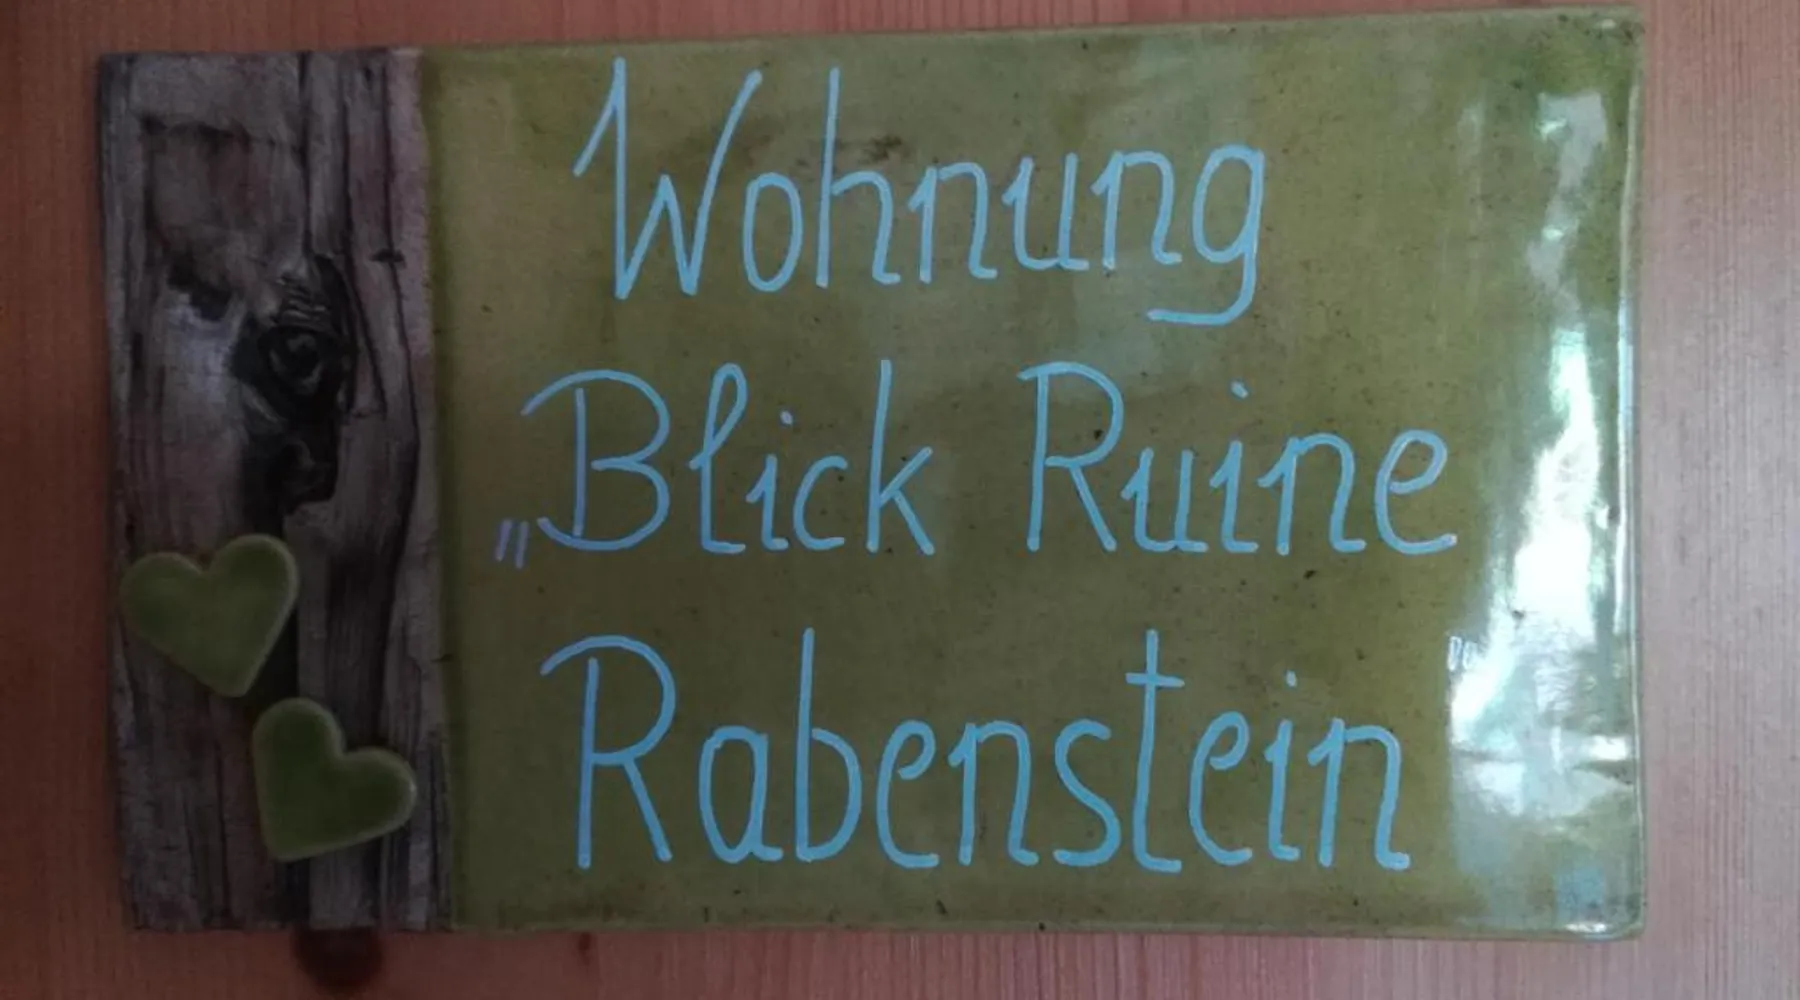 Wohnung
„Blick Ruine
Rabenstein"